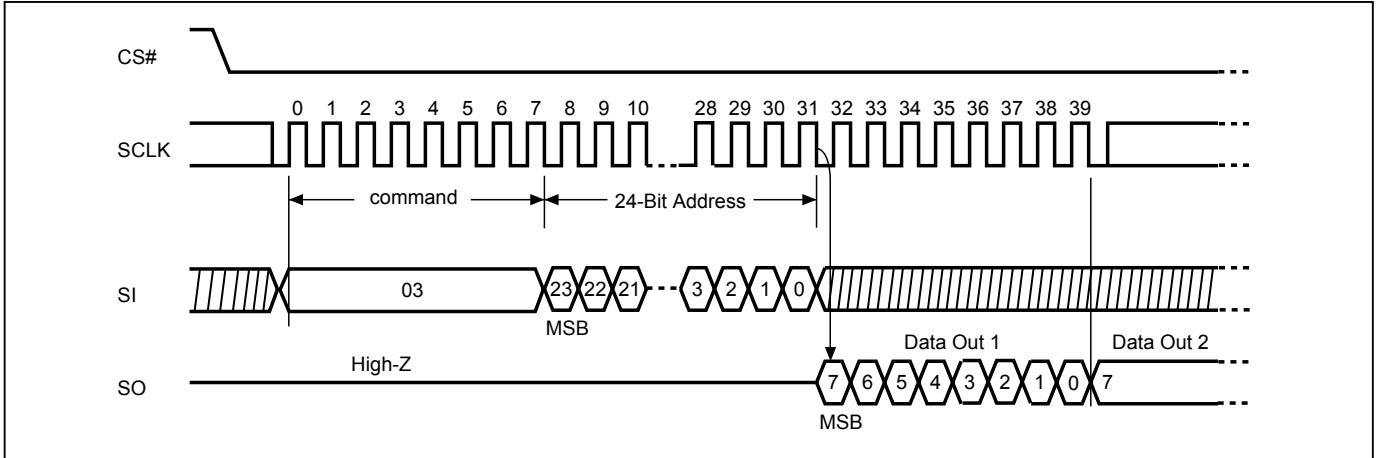 CS#
0 1 2 3 4 5 6 7 8 9 10 28 29 30 31 32 33 34 35 36 37 38 39
SCLK
command 24-Bit Address
SI 03 23 22 21 3 2 1 0
MSB
Data Out 1 Data Out 2
High-Z
SO 7 6 5 4 3 2 1 0 7
MSB